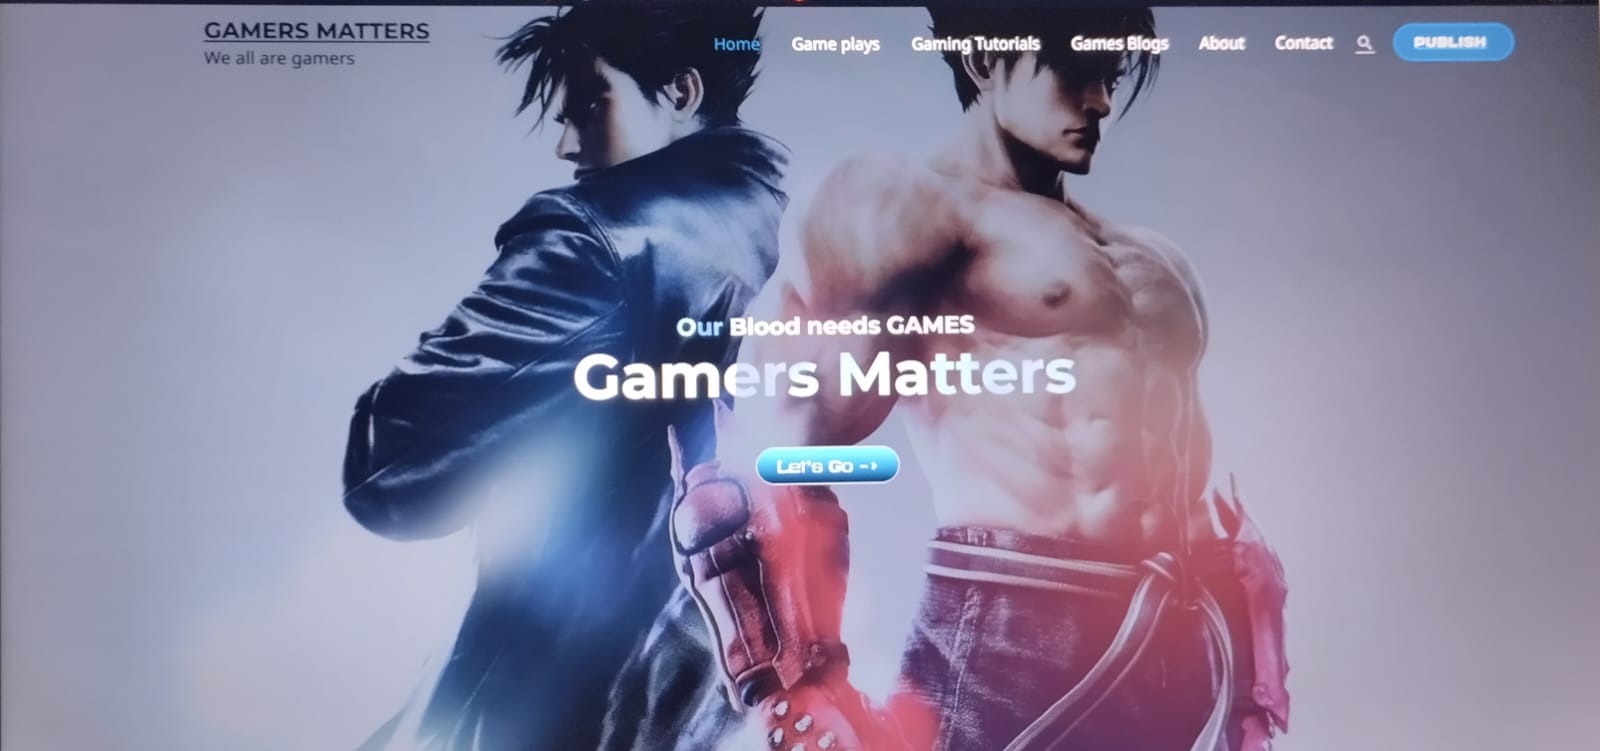 GAMERS MATTERS
We all are gamers
Home Game plays Gaming Tutorials Games Blogs About Contact PUBLISH
Our Blood needs GAMES
Gamers Matters
Let's Go ->